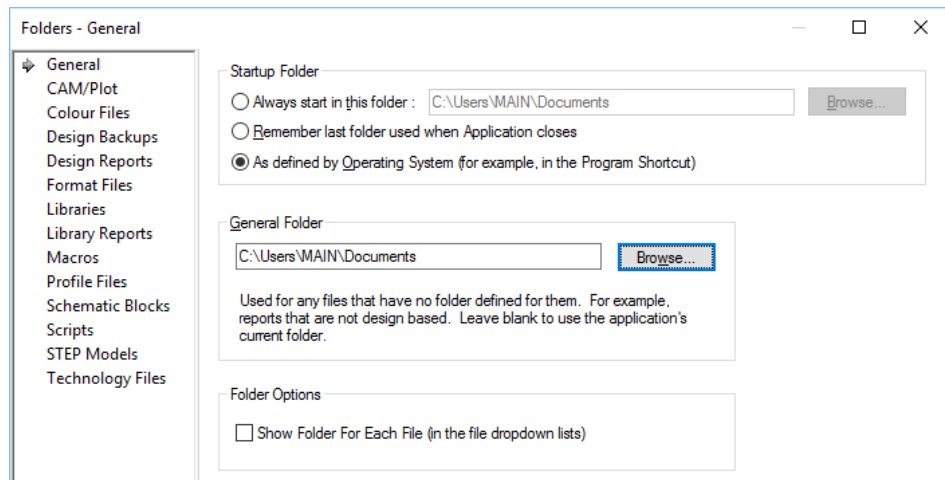 Folders - General
General
CAM/Plot
Colour Files
Design Backups
Design Reports
Format Files
Libraries
Library Reports
Macros
Profile Files
Schematic Blocks
Scripts
STEP Models
Technology Files
Startup Folder
Always start in this folder : C:\Users\MAIN\Documents Browse...
Remember last folder used when Application closes
As defined by Operating System (for example, in the Program Shortcut)
General Folder
C:\Users\MAIN\Documents Browse...
Used for any files that have no folder defined for them. For example,
reports that are not design based. Leave blank to use the application's
current folder.
Folder Options
Show Folder For Each File (in the file dropdown lists)